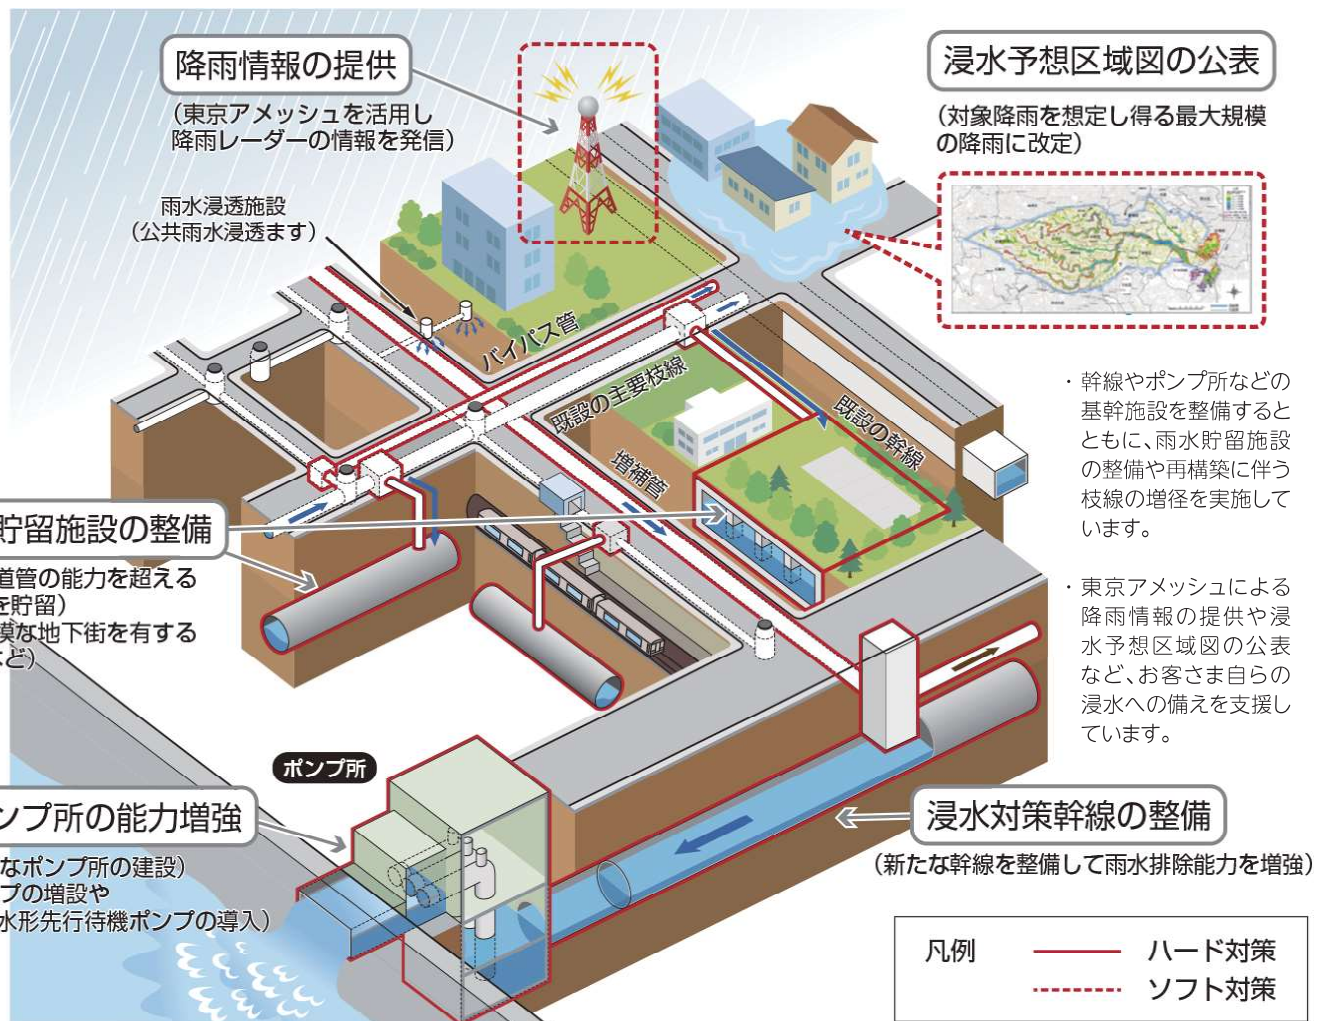 降雨情報の提供
(東京アメッシュを活用し
降雨レーダーの情報を発信)
浸水予想区域図の公表
(対象降雨を想定し得る最大規模
の降雨に改定)
雨水浸透施設
(公共雨水浸透ます)
バイパス管
既設の主要枝線
既設の幹線
増補管
・幹線やポンプ所などの
基幹施設を整備すると
ともに、雨水貯留施設
の整備や再構築に伴う
枝線の増径を実施して
います。
・東京アメッシュによる
降雨情報の提供や浸
水予想区域図の公表
など、お客さま自らの
浸水への備えを支援し
ています。
貯留施設の整備
道管の能力を超える
を貯留)
模な地下街を有する
など)
ポンプ所
ンプ所の能力増強
なポンプ所の建設)
プの増設や
水形先行待機ポンプの導入)
浸水対策幹線の整備
(新たな幹線を整備して雨水排除能力を増強)
凡例
ハード対策
ソフト対策